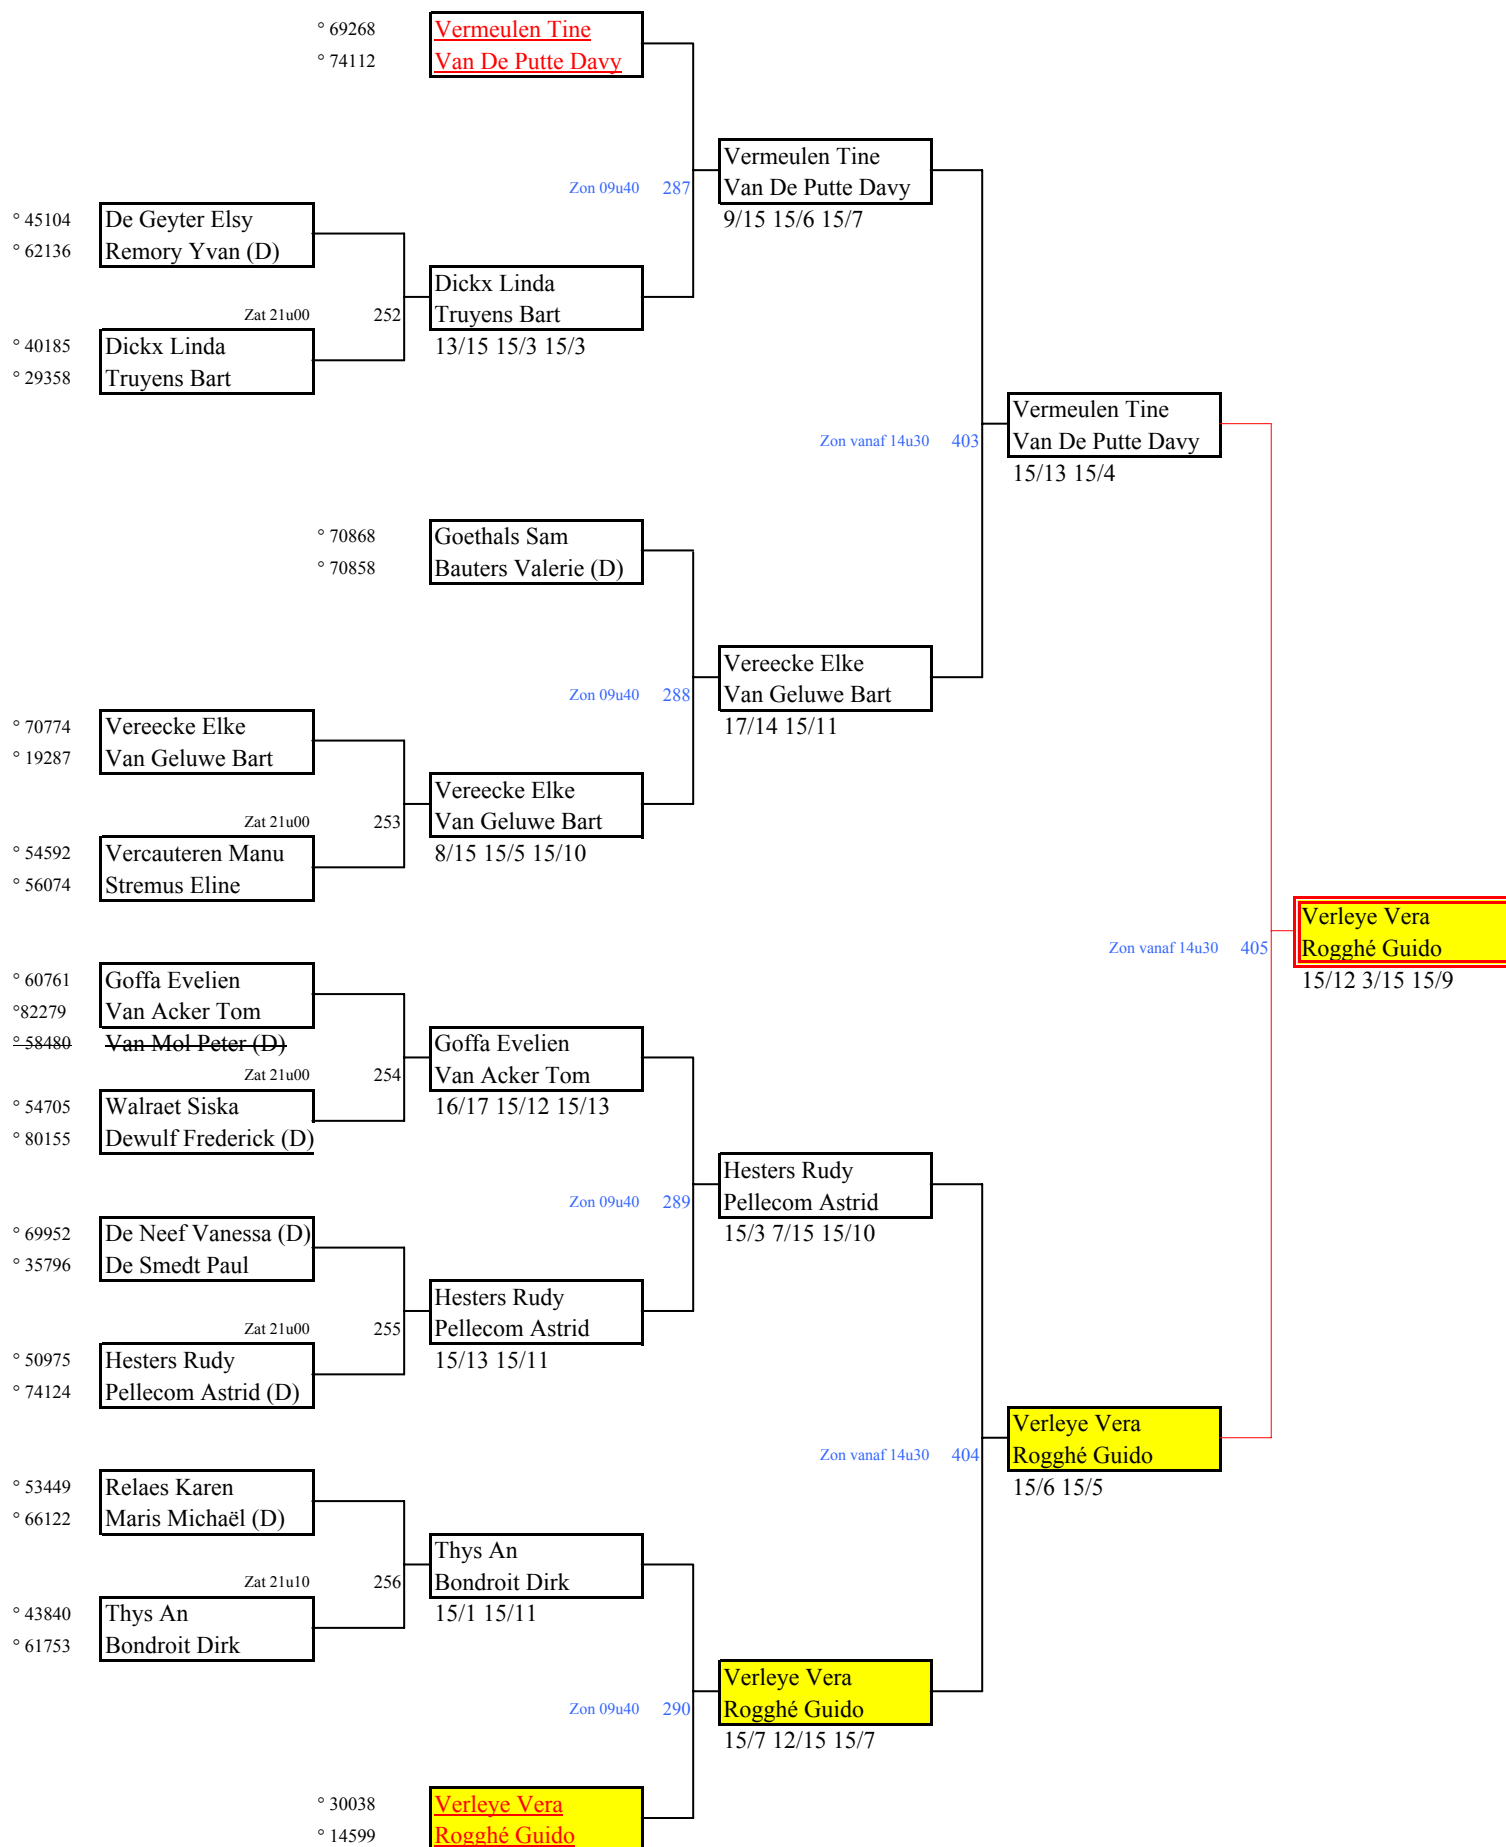 ° 69268 Vermeulen Tine
° 74112 Van De Putte Davy
Vermeulen Tine
Zon 09u40 287 Van De Putte Davy
° 45104 De Geyter Elsy 9/15 15/6 15/7
° 62136 Remory Yvan (D)
Dickx Linda
Zat 21u00 252 Truyens Bart
° 40185 Dickx Linda 13/15 15/3 15/3
° 29358 Truyens Bart
Vermeulen Tine
Zon vanaf 14u30 403 Van De Putte Davy
15/13 15/4
° 70868 Goethals Sam
° 70858 Bauters Valerie (D)
Vereecke Elke
Zon 09u40 288 Van Geluwe Bart
° 70774 Vereecke Elke 17/14 15/11
° 19287 Van Geluwe Bart
Vereecke Elke
Zat 21u00 253 Van Geluwe Bart
° 54592 Vercauteren Manu 8/15 15/5 15/10
° 56074 Stremus Eline
Verleye Vera
Zon vanaf 14u30 405 Rogghé Guido
° 60761 Goffa Evelien 15/12 3/15 15/9
°82279 Van Acker Tom
° 58480 Van Mol Peter (D) Goffa Evelien
Zat 21u00 254 Van Acker Tom
° 54705 Walraet Siska 16/17 15/12 15/13
° 80155 Dewulf Frederick (D)
Hesters Rudy
Zon 09u40 289 Pellecom Astrid
° 69952 De Neef Vanessa (D) 15/3 7/15 15/10
° 35796 De Smedt Paul
Hesters Rudy
Zat 21u00 255 Pellecom Astrid
° 50975 Hesters Rudy 15/13 15/11
° 74124 Pellecom Astrid (D)
Verleye Vera
Zon vanaf 14u30 404 Rogghé Guido
° 53449 Relaes Karen 15/6 15/5
° 66122 Maris Michaël (D)
Thys An
Zat 21u10 256 Bondroit Dirk
° 43840 Thys An 15/1 15/11
° 61753 Bondroit Dirk
Verleye Vera
Zon 09u40 290 Rogghé Guido
15/7 12/15 15/7
° 30038 Verleye Vera
° 14599 Rogghé Guido